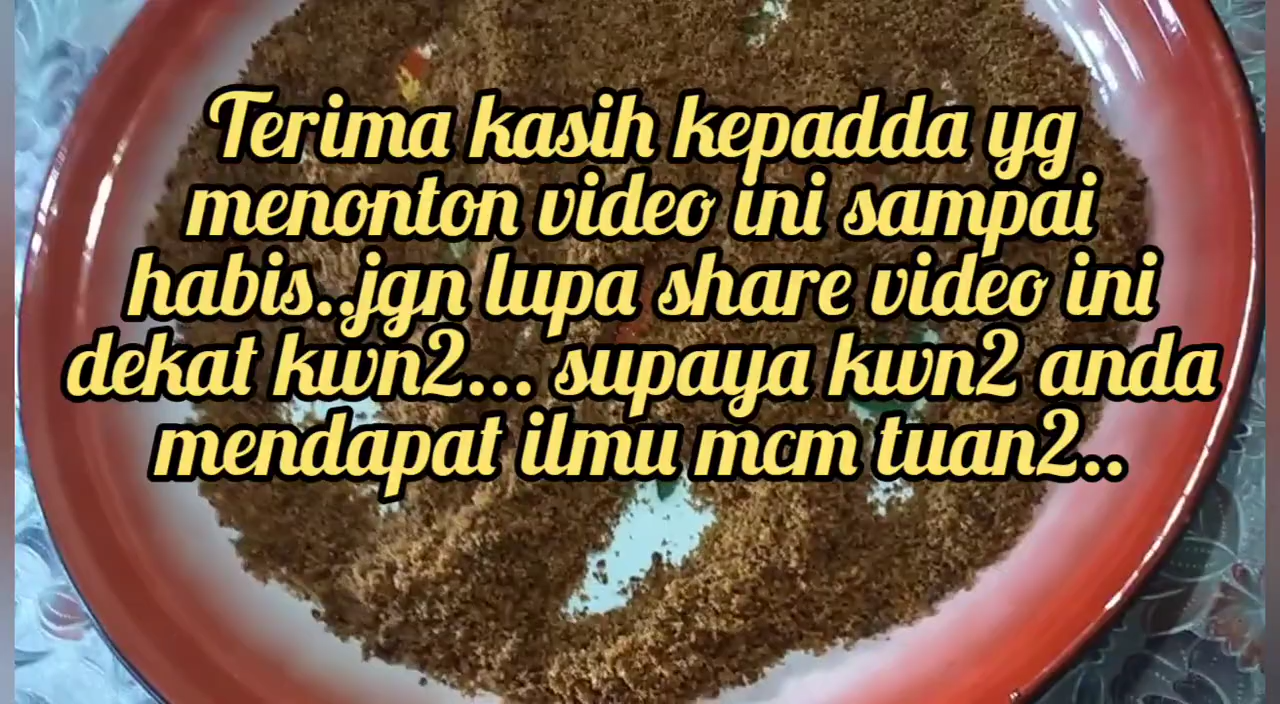 Terima kasih kepadda yg
menonton video ini sampai
habis..jgn lupa share video ini
dekat kwn2... supaya kwn2 anda
mendapat ilmu mcm tuan2..